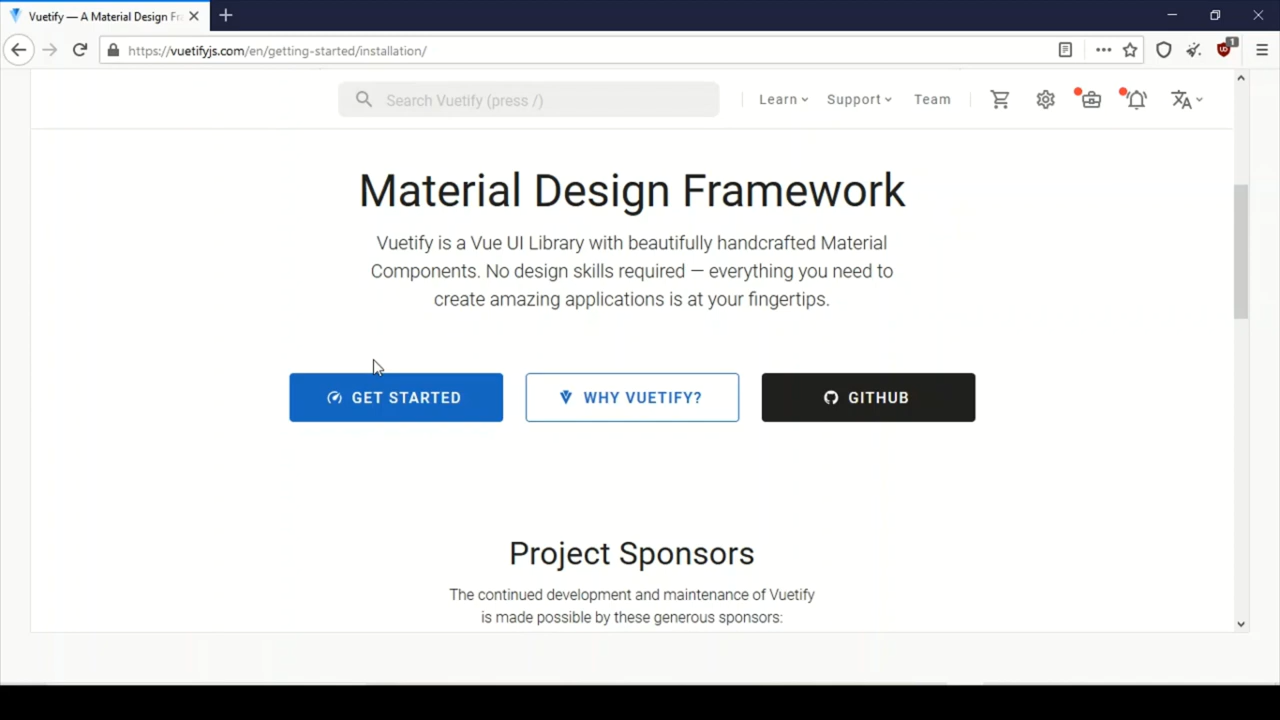 Vuetify — A Material Design Fra
https://vuetifyjs.com/en/getting-started/installation/
1
Search Vuetify (press /)
Learn
Support
Team
Material Design Framework
Vuetify is a Vue UI Library with beautifully handcrafted Material
Components. No design skills required — everything you need to
create amazing applications is at your fingertips.
GET STARTED
WHY VUETIFY?
GITHUB
Project Sponsors
The continued development and maintenance of Vuetify
is made possible by these generous sponsors: